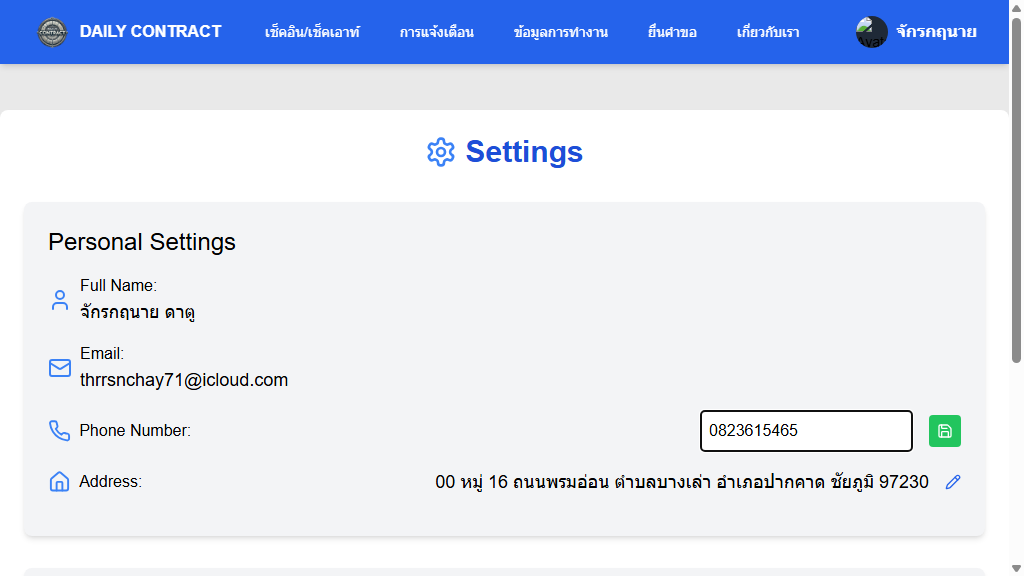 DAILY CONTRACT
เช็คอิน/เช็คเอาท์
การแจ้งเตือน
ข้อมูลการทำงาน
ยื่นคำขอ
เกี่ยวกับเรา
จักรกฤนาย
Settings
Personal Settings
Full Name:
จักรกฤนาย ดาตู
Email:
thrrsnchay71@icloud.com
Phone Number:
0823615465
Address:
00 หมู่ 16 ถนนพรมอ่อน ตำบลบางเล่า อำเภอปากคาด ชัยภูมิ 97230